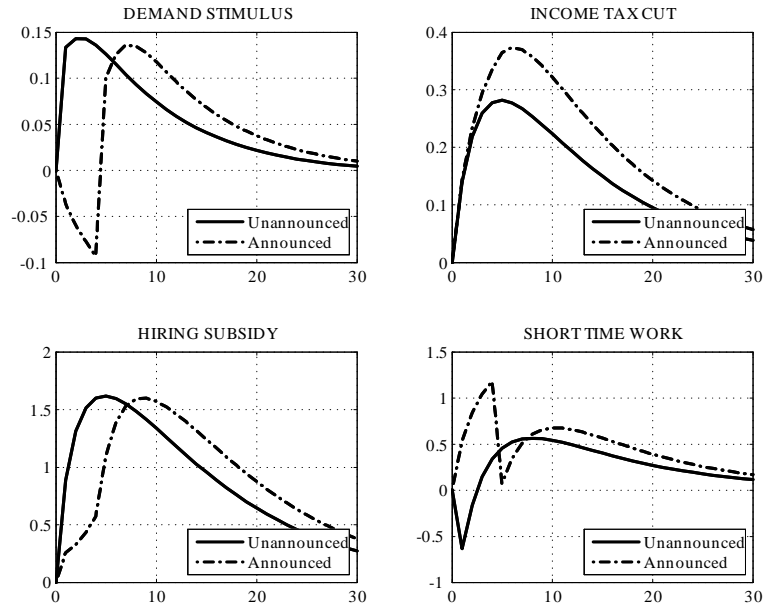 DEMAND STIMULUS
0.15
0.1
0.05
0
-0.05
-0.1
0 10 20 30
Unannounced
Announced
INCOME TAX CUT
0.4
0.3
0.2
0.1
0
0 10 20 30
Unannounced
Announced
HIRING SUBSIDY
2
1.5
1
0.5
0
0 10 20 30
Unannounced
Announced
SHORT TIME WORK
1.5
1
0.5
0
-0.5
-1
0 10 20 30
Unannounced
Announced